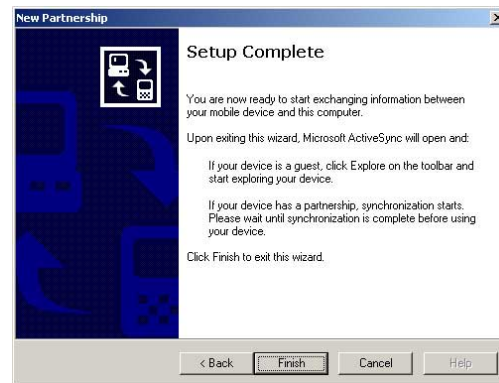 New Partnership
Setup Complete
You are now ready to start exchanging information between
your mobile device and this computer.
Upon exiting this wizard, Microsoft ActiveSync will open and:
If your device is a guest, click Explore on the toolbar and
start exploring your device.
If your device has a partnership, synchronization starts.
Please wait until synchronization is complete before using
your device.
Click Finish to exit this wizard.
< Back Finish Cancel Help